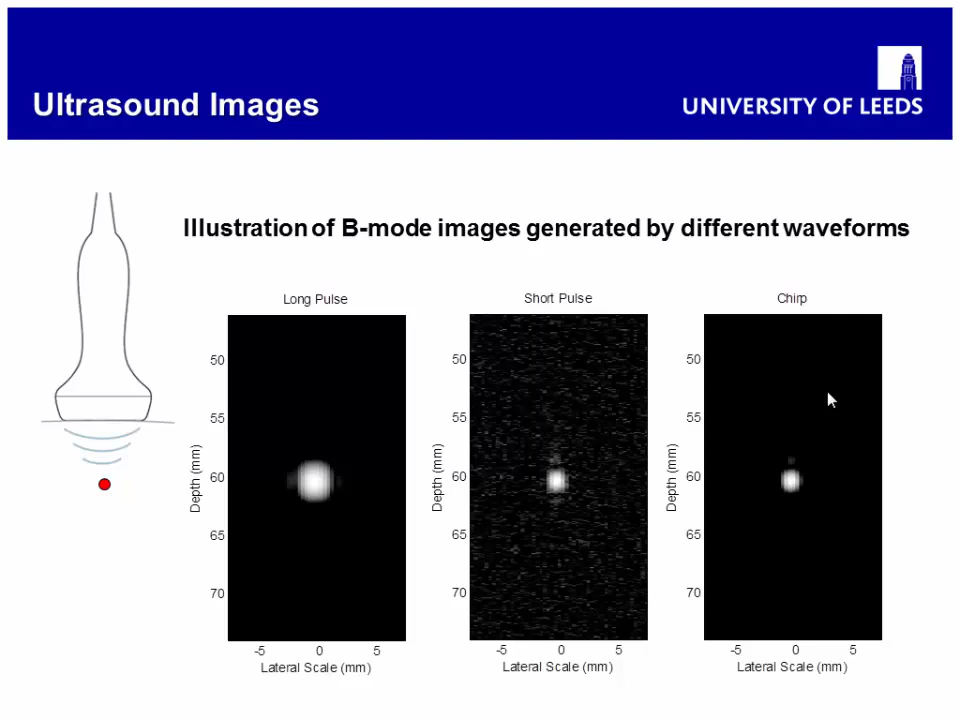 Ultrasound Images
UNIVERSITY OF LEEDS
Illustration of B-mode images generated by different waveforms
Long Pulse
50
55
60
65
70
Depth (mm)
-5 0 5
Lateral Scale (mm)
Short Pulse
50
55
60
65
70
Depth (mm)
-5 0 5
Lateral Scale (mm)
Chirp
50
55
60
65
70
Depth (mm)
-5 0 5
Lateral Scale (mm)